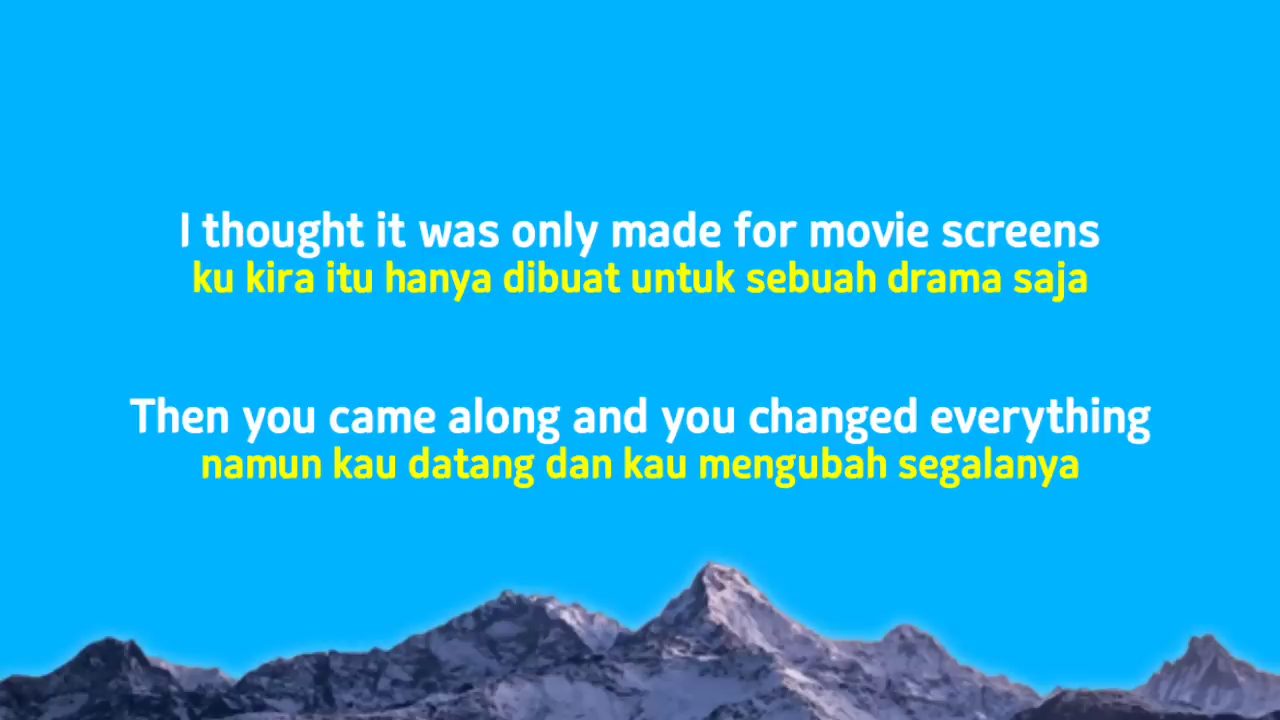 I thought it was only made for movie screens
ku kira itu hanya dibuat untuk sebuah drama saja
Then you came along and you changed everything
namun kau datang dan kau mengubah segalanya